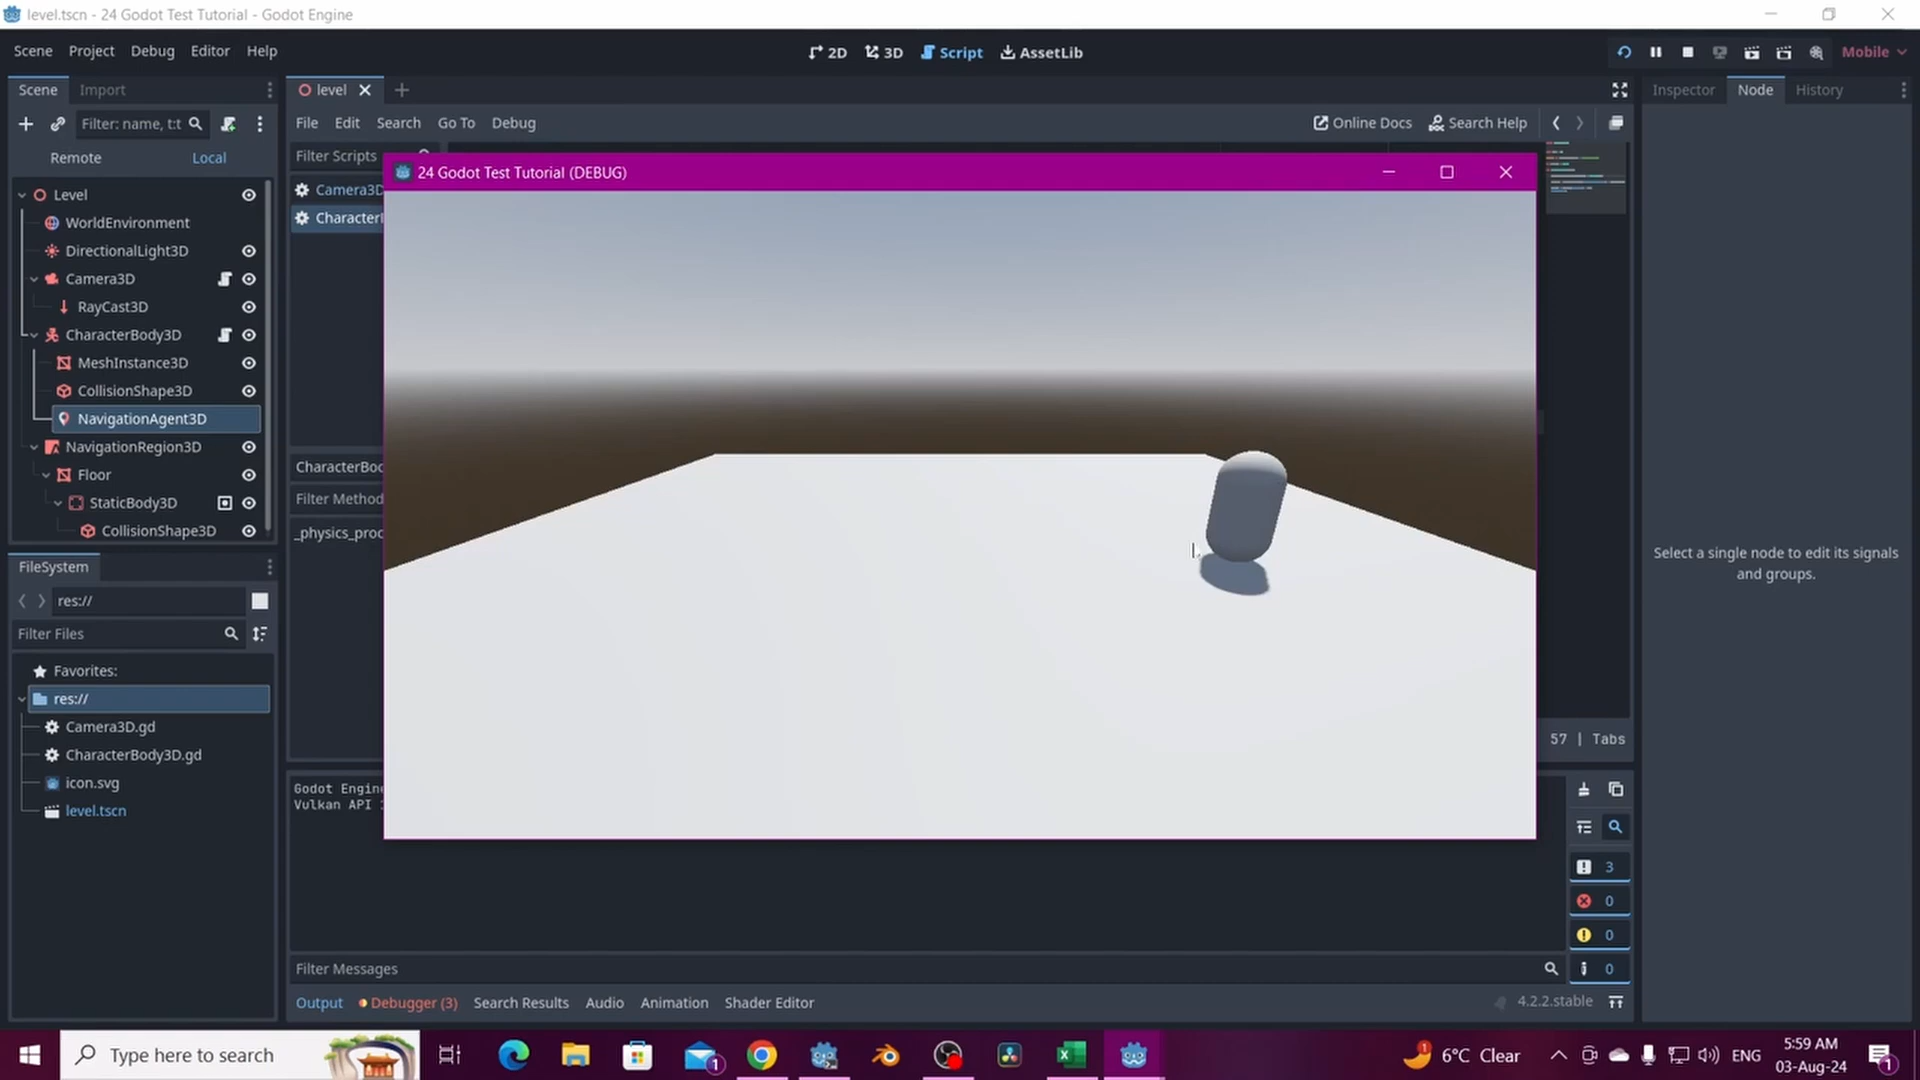 level.tscn - 24 Godot Test Tutorial - Godot Engine
Scene Project Debug Editor Help
2D 3D Script AssetLib
Mobile
Scene Import
level
Inspector Node History
Filter: name, t:t
File Edit Search Go To Debug
Online Docs Search Help
Remote Local
Filter Scripts
24 Godot Test Tutorial (DEBUG)
Camera3D
Level
CharacterB
WorldEnvironment
DirectionalLight3D
Camera3D
RayCast3D
CharacterBody3D
MeshInstance3D
CollisionShape3D
NavigationAgent3D
NavigationRegion3D
CharacterBoc
Floor
Filter Method
StaticBody3D
_physics_proc
CollisionShape3D
Select a single node to edit its signals
and groups.
FileSystem
res://
Filter Files
Favorites:
res://
Camera3D.gd
57 | Tabs
CharacterBody3D.gd
icon.svg
Godot Engine
Vulkan API
level.tscn
3
0
0
Filter Messages
0
Output Debugger (3) Search Results Audio Animation Shader Editor
4.2.2.stable
Type here to search
1
6°C Clear
ENG
5:59 AM
03-Aug-24
1